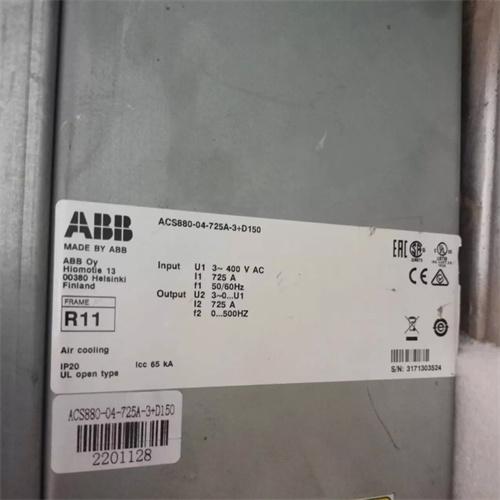 ABB
MADE BY ABB
ABB Oy
Hiomotie 13
00380 Helsinki
Finland
FRAME
R11
Air cooling
IP20
UL open type
Icc 65 kA
ACS880-04-725A-3+D150
Input U1 3~ 400 V AC
I1 725 A
f1 50/60Hz
Output U2 3~0...U1
I2 725 A
f2 0...500HZ
EAC
S/N: 3171303524
ACS880-04-725A-3+D150
2201128